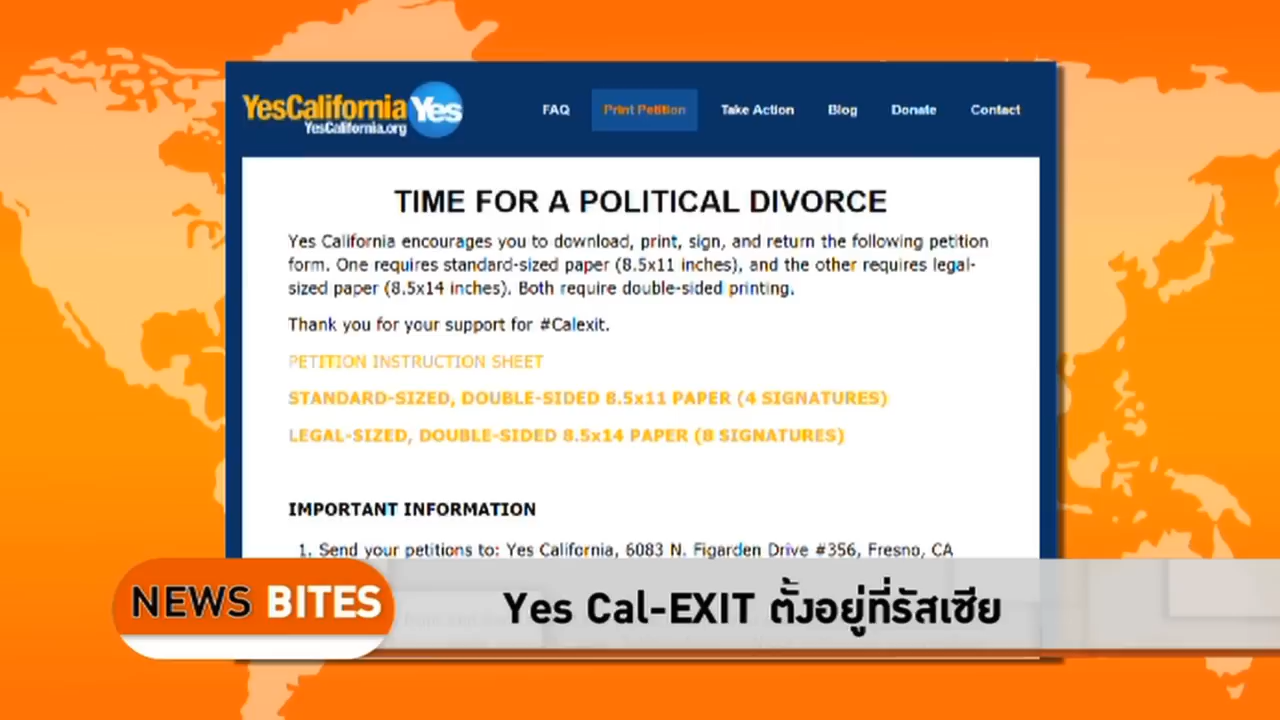 YesCalifornia Yes
YesCalifornia.org
FAQ Print Petition Take Action Blog Donate Contact
TIME FOR A POLITICAL DIVORCE
Yes California encourages you to download, print, sign, and return the following petition
form. One requires standard-sized paper (8.5x11 inches), and the other requires legal-
sized paper (8.5x14 inches). Both require double-sided printing.
Thank you for your support for #Calexit.
PETITION INSTRUCTION SHEET
STANDARD-SIZED, DOUBLE-SIDED 8.5x11 PAPER (4 SIGNATURES)
LEGAL-SIZED, DOUBLE-SIDED 8.5x14 PAPER (8 SIGNATURES)
IMPORTANT INFORMATION
1. Send your petitions to: Yes California, 6083 N. Figarden Drive #356, Fresno, CA
NEWS BITES
Yes Cal-EXIT ตั้งอยู่ที่รัสเซีย